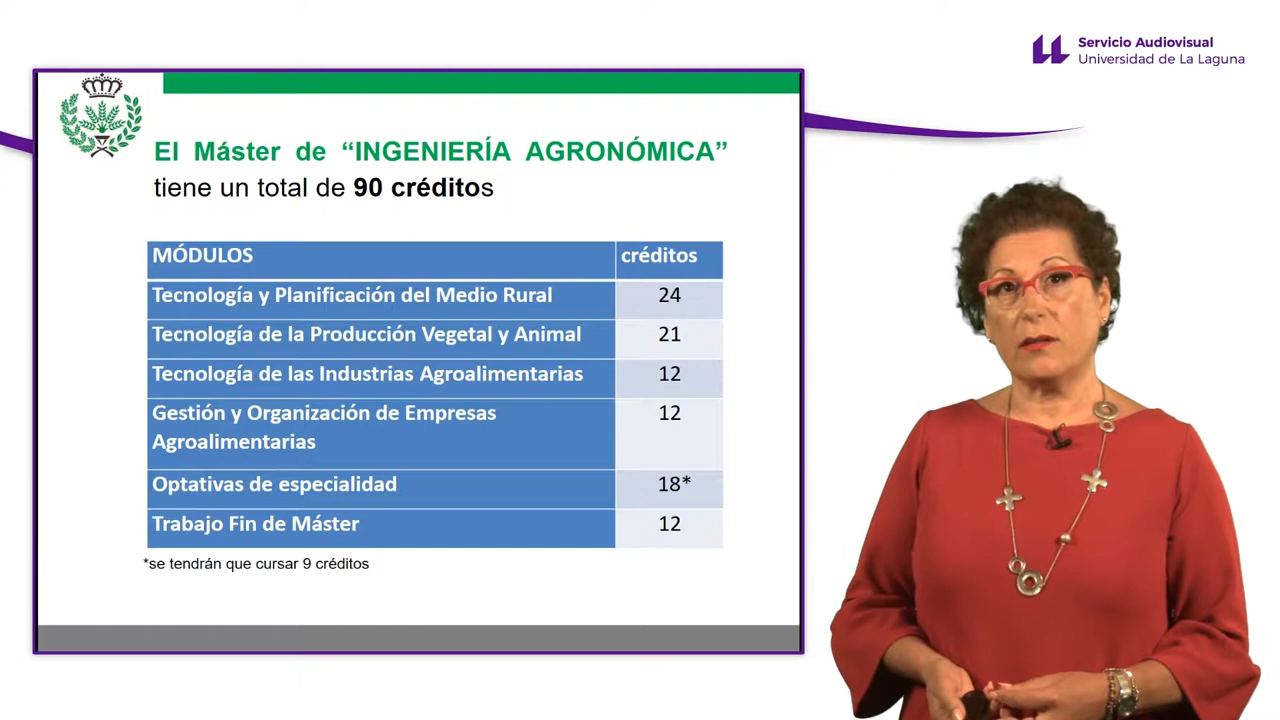 Servicio Audiovisual
Universidad de La Laguna
El Máster de “INGENIERÍA AGRONÓMICA”
tiene un total de 90 créditos
MÓDULOS créditos
Tecnología y Planificación del Medio Rural 24
Tecnología de la Producción Vegetal y Animal 21
Tecnología de las Industrias Agroalimentarias 12
Gestión y Organización de Empresas 12
Agroalimentarias
Optativas de especialidad 18*
Trabajo Fin de Máster 12
*se tendrán que cursar 9 créditos